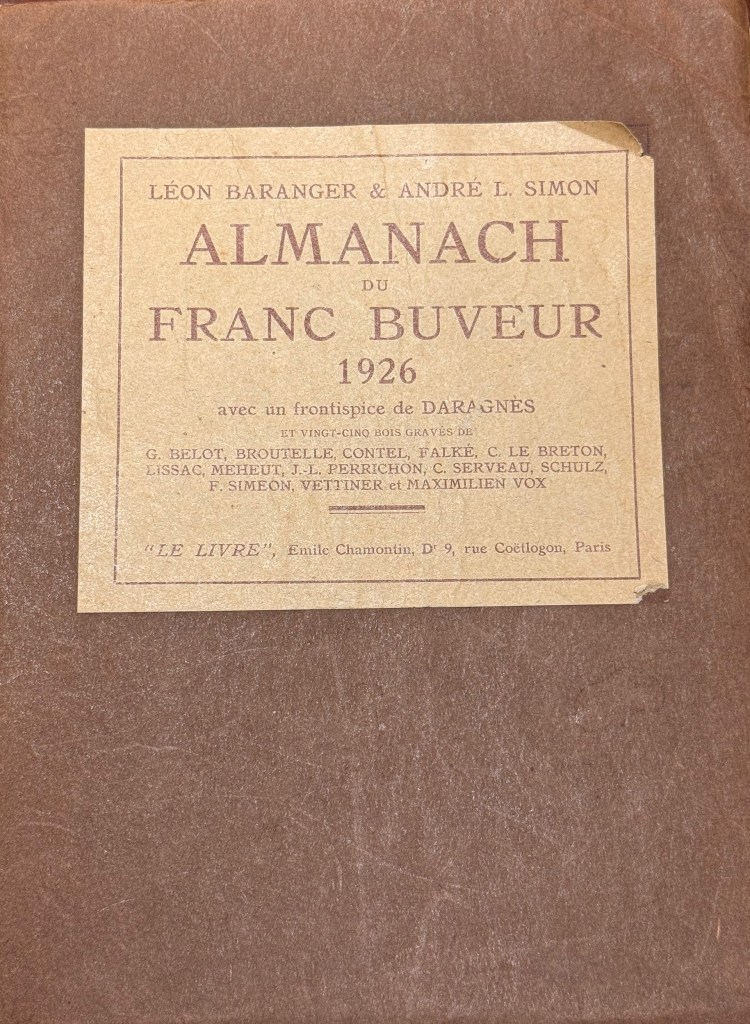 LÉON BARANGER & ANDRÉ L. SIMON
ALMANACH
DU
FRANC BUVEUR
1926
avec un frontispice de DARAGNÈS
ET VINGT-CINQ BOIS GRAVÉS DE
G. BELOT, BROUTELLE, CONTEL, FALKÉ, C. LE BRETON,
LISSAC, MEHEUT, J.-L. PERRICHON, C. SERVEAU, SCHULZ,
F. SIMEON, VETTINER et MAXIMILIEN VOX
"LE LIVRE", Emile Chamontin, Dr 9, rue Coëtlogon, Paris